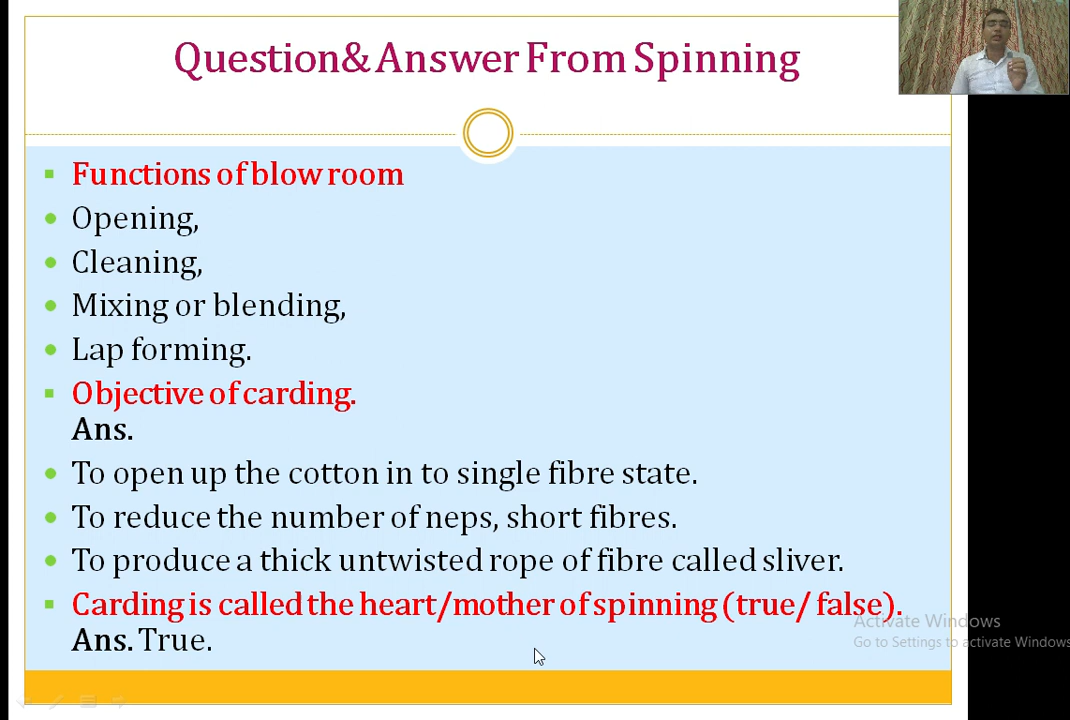 Question& Answer From Spinning
Functions of blow room
Opening,
Cleaning,
Mixing or blending,
Lap forming.
Objective of carding.
Ans.
To open up the cotton in to single fibre state.
To reduce the number of neps, short fibres.
To produce a thick untwisted rope of fibre called sliver.
Carding is called the heart/mother of spinning (true/ false).
Ans. True.
Activate Windows
Go to Settings to activate Windows